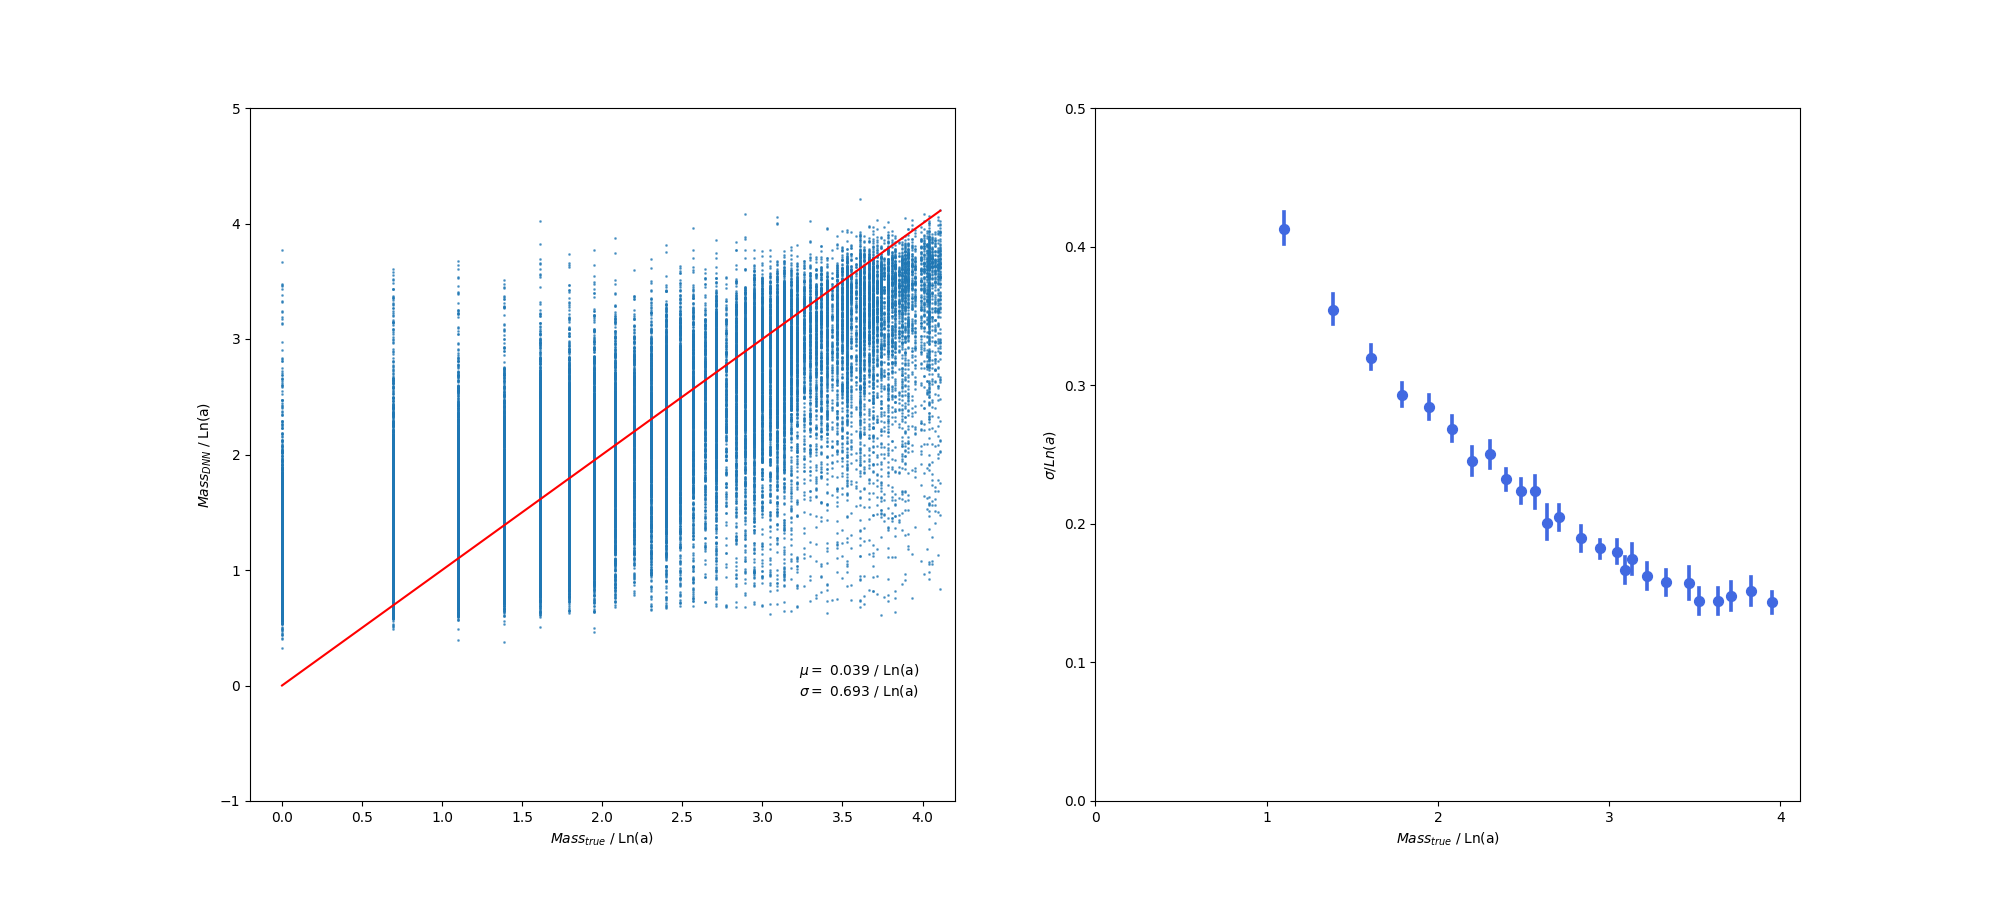 5
4
3
2
1
0
−1
Mass_DNN / Ln(a)
μ = 0.039 / Ln(a)
σ = 0.693 / Ln(a)
0.0 0.5 1.0 1.5 2.0 2.5 3.0 3.5 4.0
Mass_true / Ln(a)
0.5
0.4
0.3
0.2
0.1
0.0
σ/Ln(a)
0 1 2 3 4
Mass_true / Ln(a)